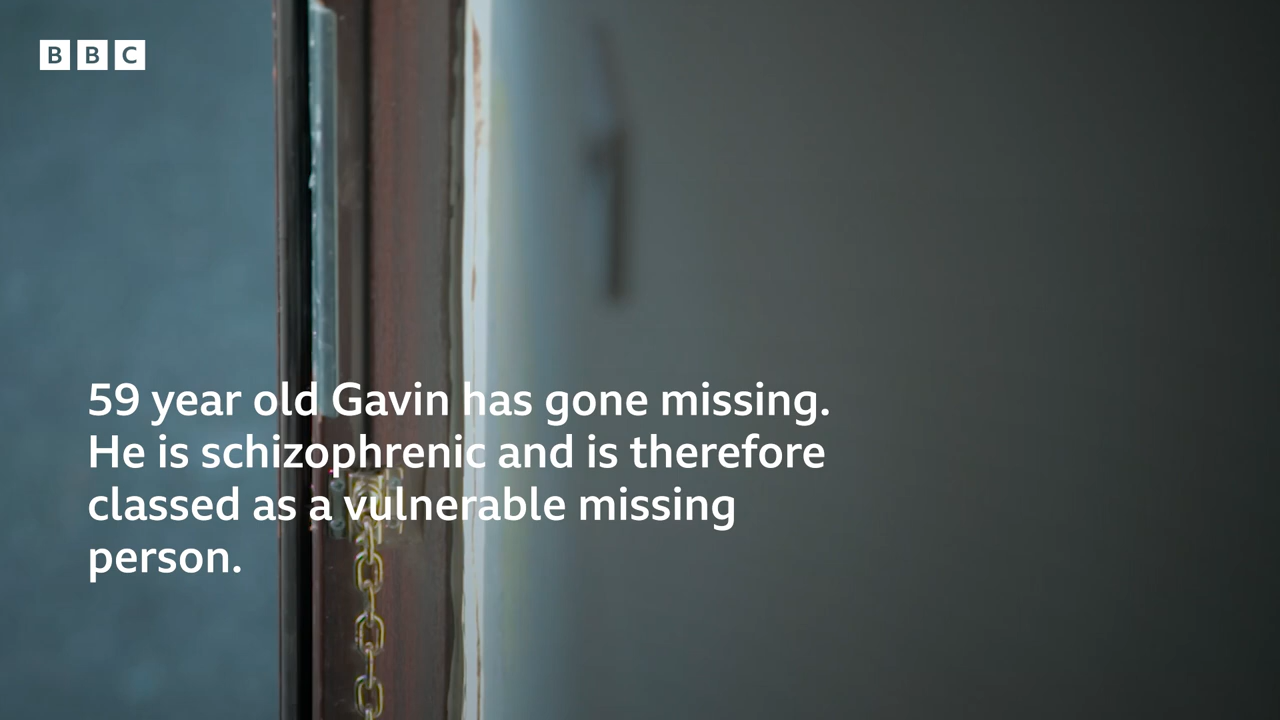 BBC
59 year old Gavin has gone missing.
He is schizophrenic and is therefore
classed as a vulnerable missing
person.